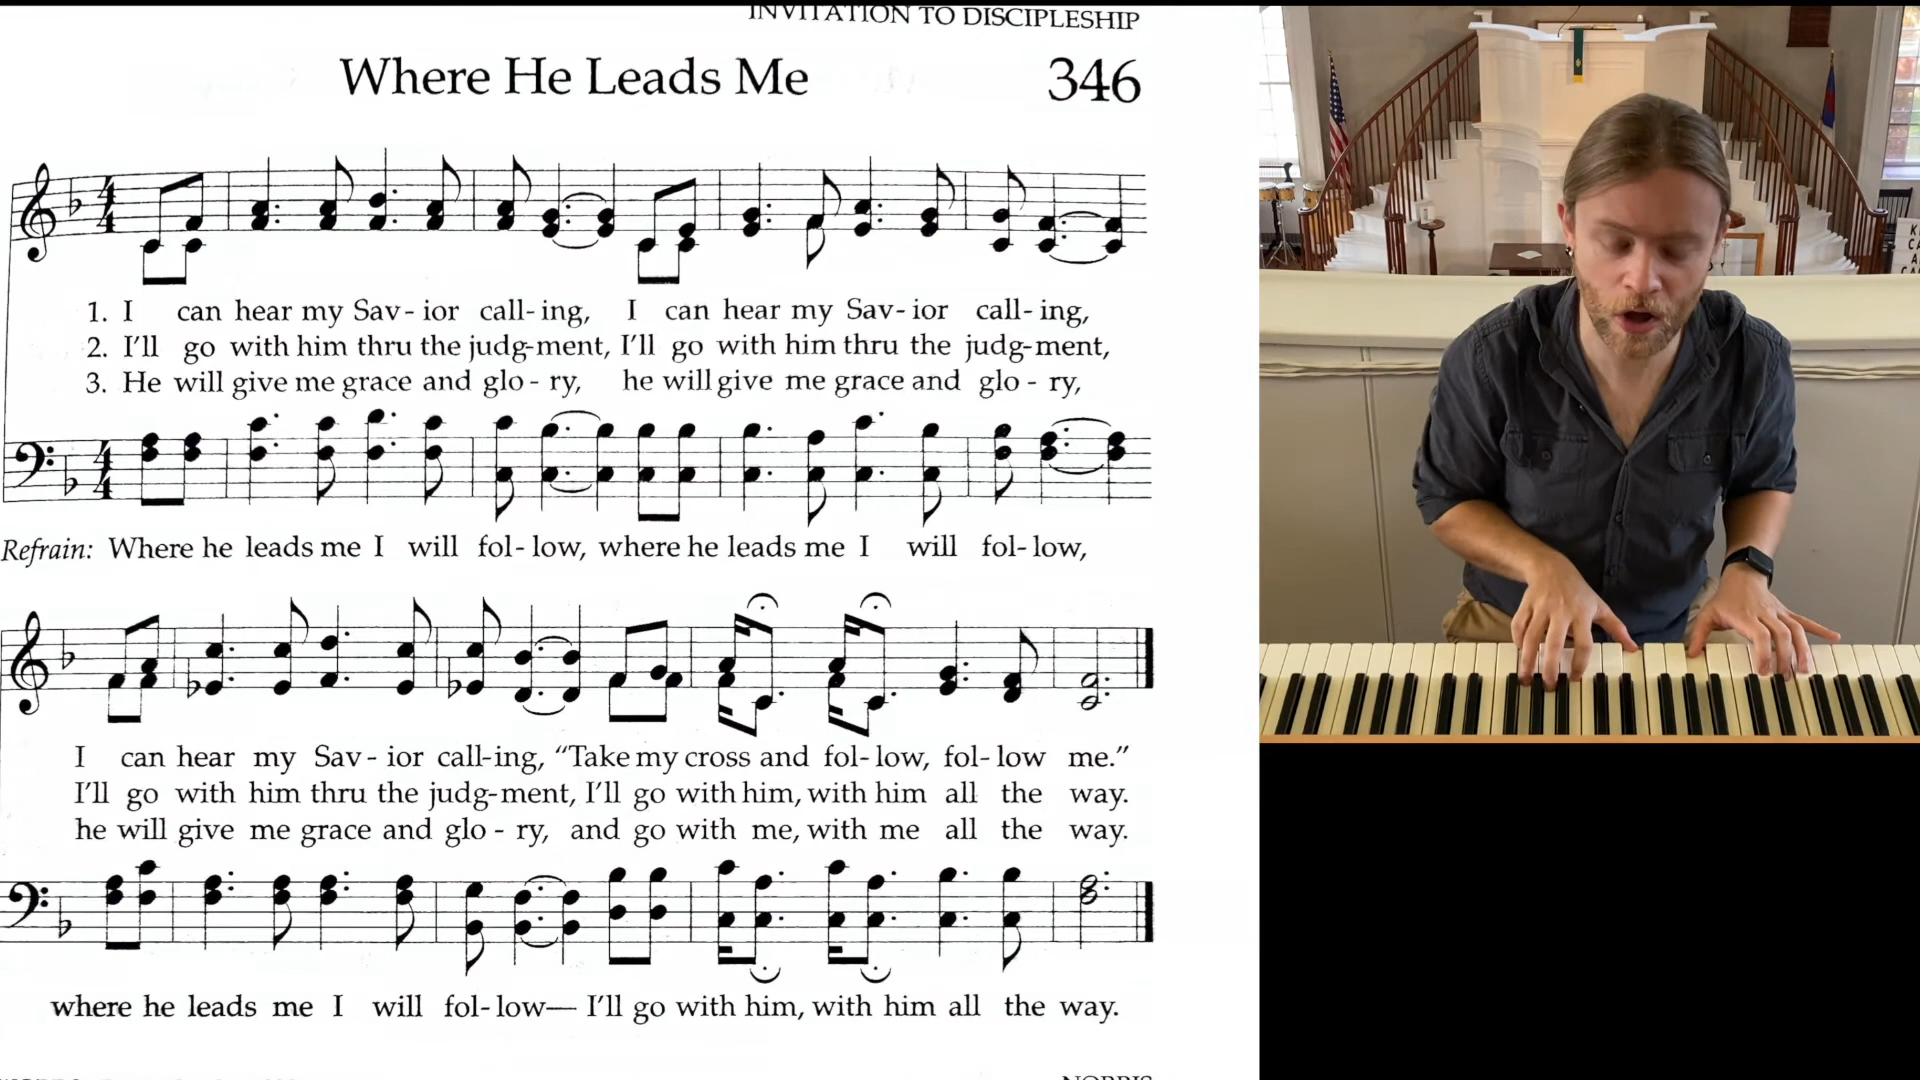 INVITATION TO DISCIPLESHIP
Where He Leads Me 346
1. I can hear my Sav-ior call-ing, I can hear my Sav-ior call-ing,
2. I'll go with him thru the judg-ment, I'll go with him thru the judg-ment,
3. He will give me grace and glo-ry, he will give me grace and glo-ry,
Refrain: Where he leads me I will fol-low, where he leads me I will fol-low,
I can hear my Sav-ior call-ing, “Take my cross and fol-low, fol-low me.”
I'll go with him thru the judg-ment, I'll go with him, with him all the way.
he will give me grace and glo-ry, and go with me, with me all the way.
where he leads me I will fol-low— I'll go with him, with him all the way.
NORRIS